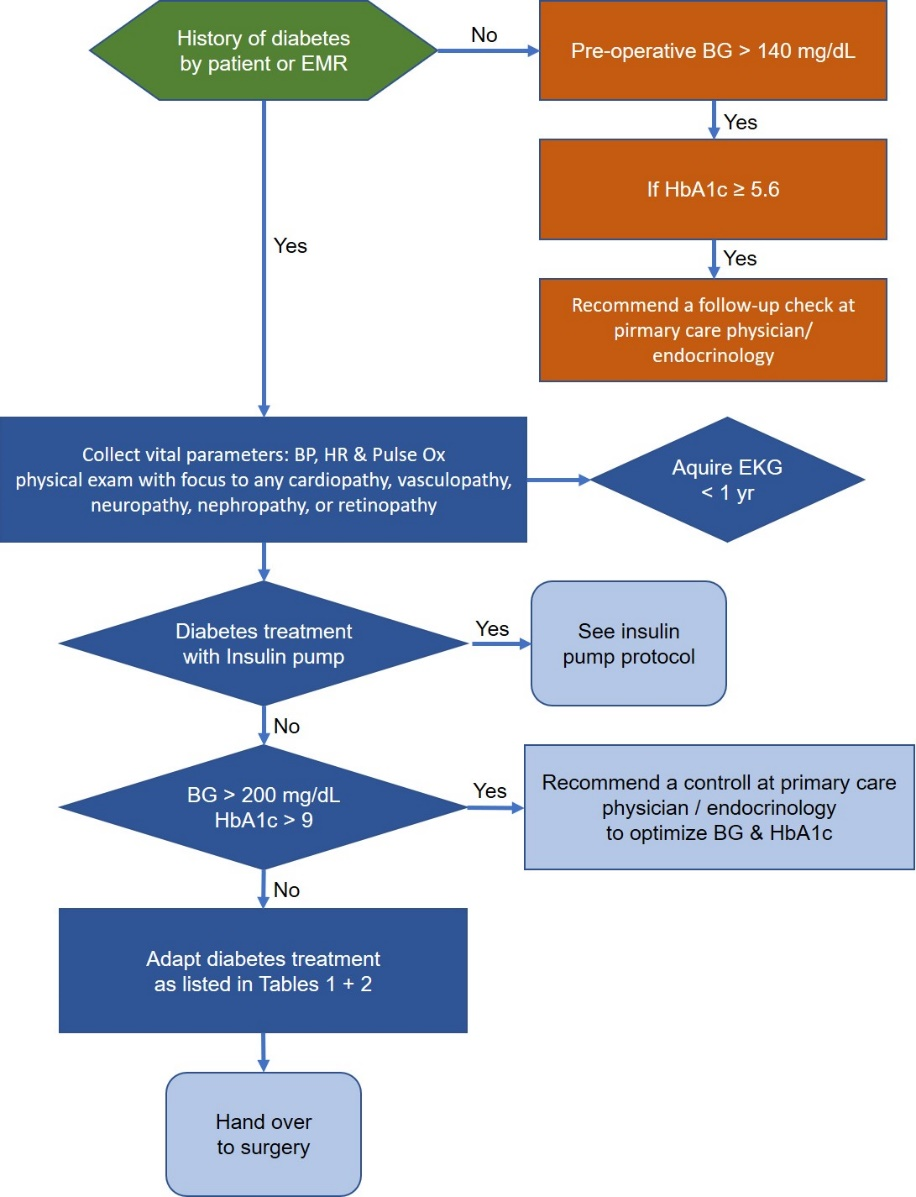 History of diabetes
by patient or EMR
No
Pre-operative BG > 140 mg/dL
Yes
If HbA1c ≥ 5.6
Yes
Recommend a follow-up check at
pirmary care physician/
endocrinology
Yes
Collect vital parameters: BP, HR & Pulse Ox
physical exam with focus to any cardiopathy, vasculopathy,
neuropathy, nephropathy, or retinopathy
Aquire EKG
< 1 yr
Diabetes treatment
with Insulin pump
Yes
See insulin
pump protocol
No
BG > 200 mg/dL
HbA1c > 9
Yes
Recommend a controll at primary care
physician / endocrinology
to optimize BG & HbA1c
No
Adapt diabetes treatment
as listed in Tables 1 + 2
Hand over
to surgery